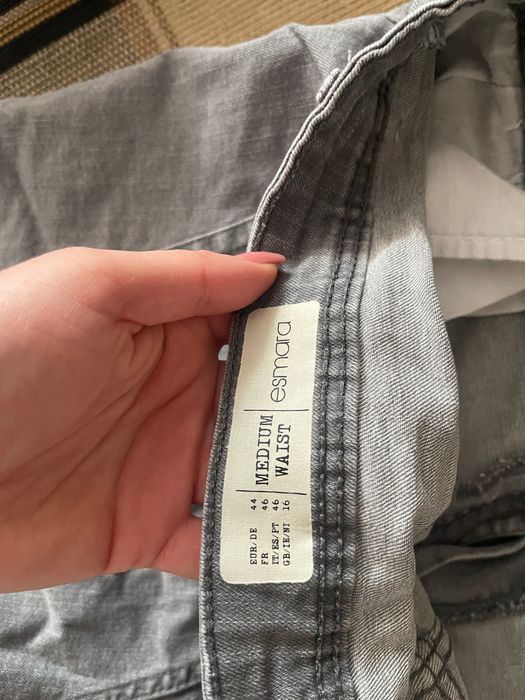 esmara
MEDIUM
WAIST
EUR/DE 44
FR 46
IT/ES/PT 46
GB/IE/NI 16